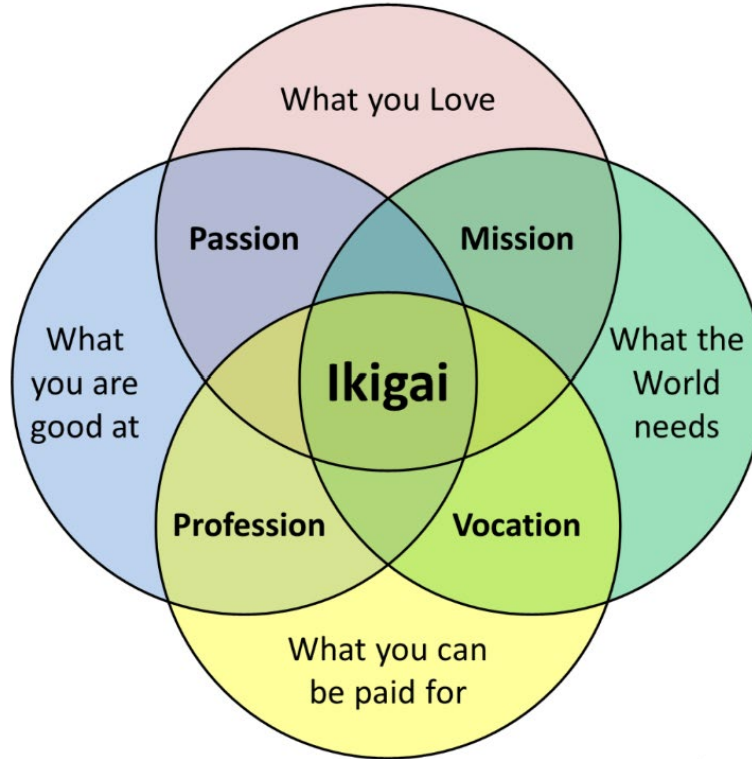 What you Love
Passion
Mission
What
you are
good at
Ikigai
What the
World
needs
Profession
Vocation
What you can
be paid for